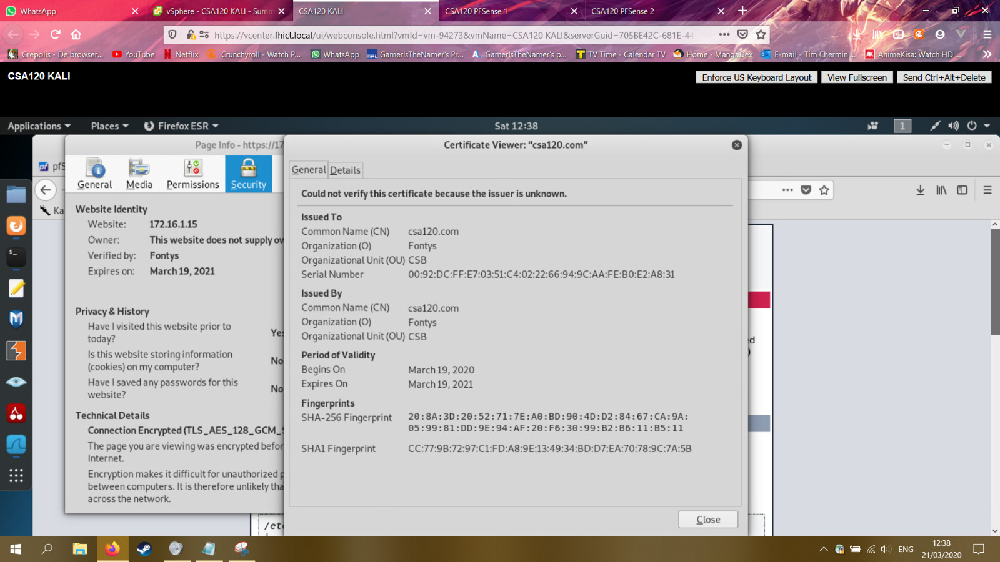 WhatsApp
vSphere - CSA120 KALI - Summ
CSA120 KALI
CSA120 PFSense 1
CSA120 PFSense 2
https://vcenter.fhict.local/ui/webconsole.html?vmId=vm-94273&vmName=CSA120 KALI&serverGuid=705BE42C-681E-44
Grepolis - De browser...
YouTube
Netflix
Crunchyroll - Watch P...
WhatsApp
GamerIsTheNamer's Pr...
GamerIsTheNamer's p...
TV Time - Calendar TV
Home - MangaDex
E-mail - Tim Chermin ...
AnimeKisa: Watch HD ...
CSA120 KALI
Enforce US Keyboard Layout
View Fullscreen
Send Ctrl+Alt+Delete
Applications
Places
Firefox ESR
Sat 12:38
1
Page Info - https://17
Certificate Viewer: “csa120.com”
pf pfS
Ka
General
Media
Permissions
Security
Website Identity
Website: 172.16.1.15
Owner: This website does not supply ow
Verified by: Fontys
Expires on: March 19, 2021
Privacy & History
Have I visited this website prior to
today?
Yes
Is this website storing information
(cookies) on my computer?
No
Have I saved any passwords for this
website?
No
Technical Details
Connection Encrypted (TLS_AES_128_GCM_S
The page you are viewing was encrypted befor
Internet.
Encryption makes it difficult for unauthorized p
between computers. It is therefore unlikely tha
across the network.
General
Details
Could not verify this certificate because the issuer is unknown.
Issued To
Common Name (CN) csa120.com
Organization (O) Fontys
Organizational Unit (OU) CSB
Serial Number 00:92:DC:FF:E7:03:51:C4:02:22:66:94:9C:AA:FE:B0:E2:A8:31
Issued By
Common Name (CN) csa120.com
Organization (O) Fontys
Organizational Unit (OU) CSB
Period of Validity
Begins On March 19, 2020
Expires On March 19, 2021
Fingerprints
SHA-256 Fingerprint 20:8A:3D:20:52:71:7E:A0:BD:90:4D:D2:84:67:CA:9A:
05:99:81:DD:9E:94:AF:20:F6:30:99:B2:B6:11:B5:11
SHA1 Fingerprint CC:77:9B:72:97:C1:FD:A8:9E:13:49:34:BD:D7:EA:70:78:9C:7A:5B
Close
ed
)
/etc
ENG
12:38
21/03/2020